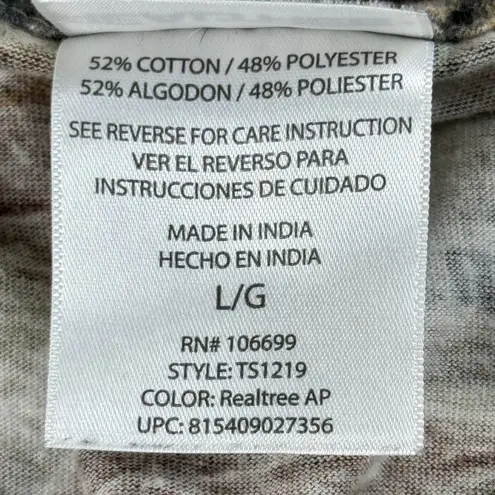 52% COTTON / 48% POLYESTER
52% ALGODON / 48% POLIESTER
SEE REVERSE FOR CARE INSTRUCTION
VER EL REVERSO PARA
INSTRUCCIONES DE CUIDADO
MADE IN INDIA
HECHO EN INDIA
L/G
RN# 106699
STYLE: TS1219
COLOR: Realtree AP
UPC: 815409027356